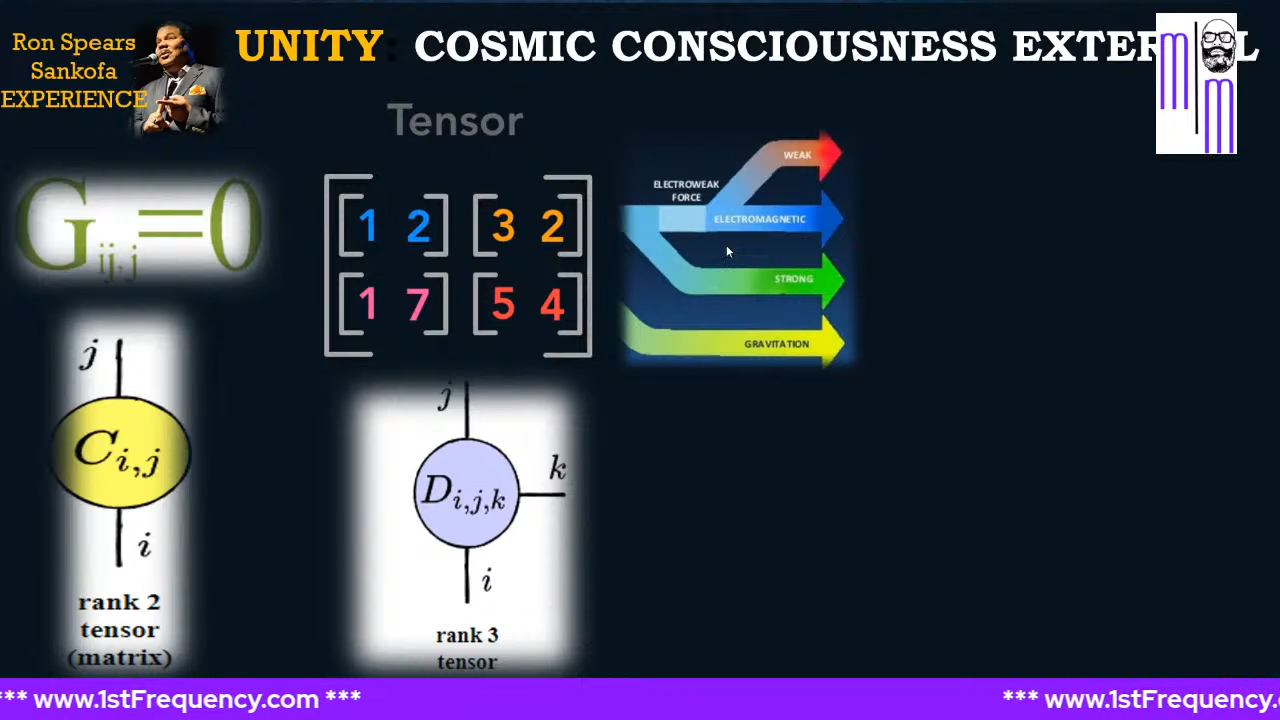 Ron Spears
Sankofa
EXPERIENCE
UNITY: COSMIC CONSCIOUSNESS
m
m
Tensor
G ij,j =0
1 2 3 2
1 7 5 4
WEAK
ELECTROWEAK
FORCE
ELECTROMAGNETIC
STRONG
GRAVITATION
j
C i,j
i
rank 2
tensor
(matrix)
j
k
D i,j,k
i
rank 3
tensor
*** www.1stFrequency.com ***
*** www.1stFrequency.c